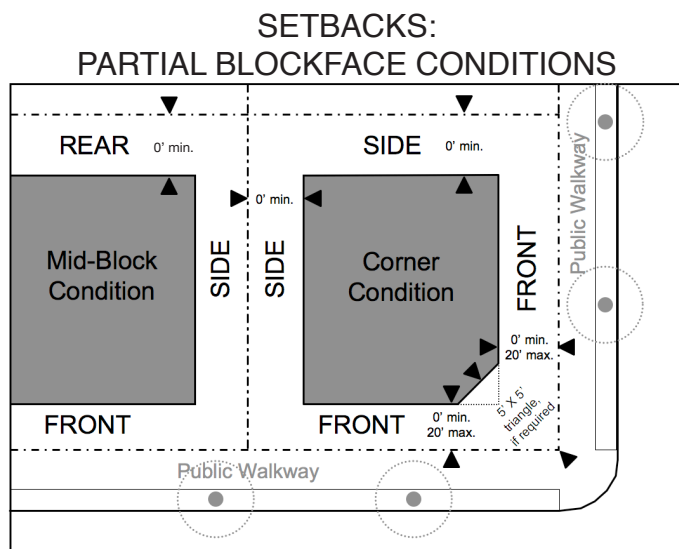 SETBACKS:
PARTIAL BLOCKFACE CONDITIONS
REAR
0' min.
SIDE
0' min.
0' min.
Mid-Block
Condition
SIDE
SIDE
Corner
Condition
FRONT
Public Walkway
0' min.
20' max.
FRONT
FRONT
0' min.
20' max.
5' X 5'
triangle,
if required
Public Walkway